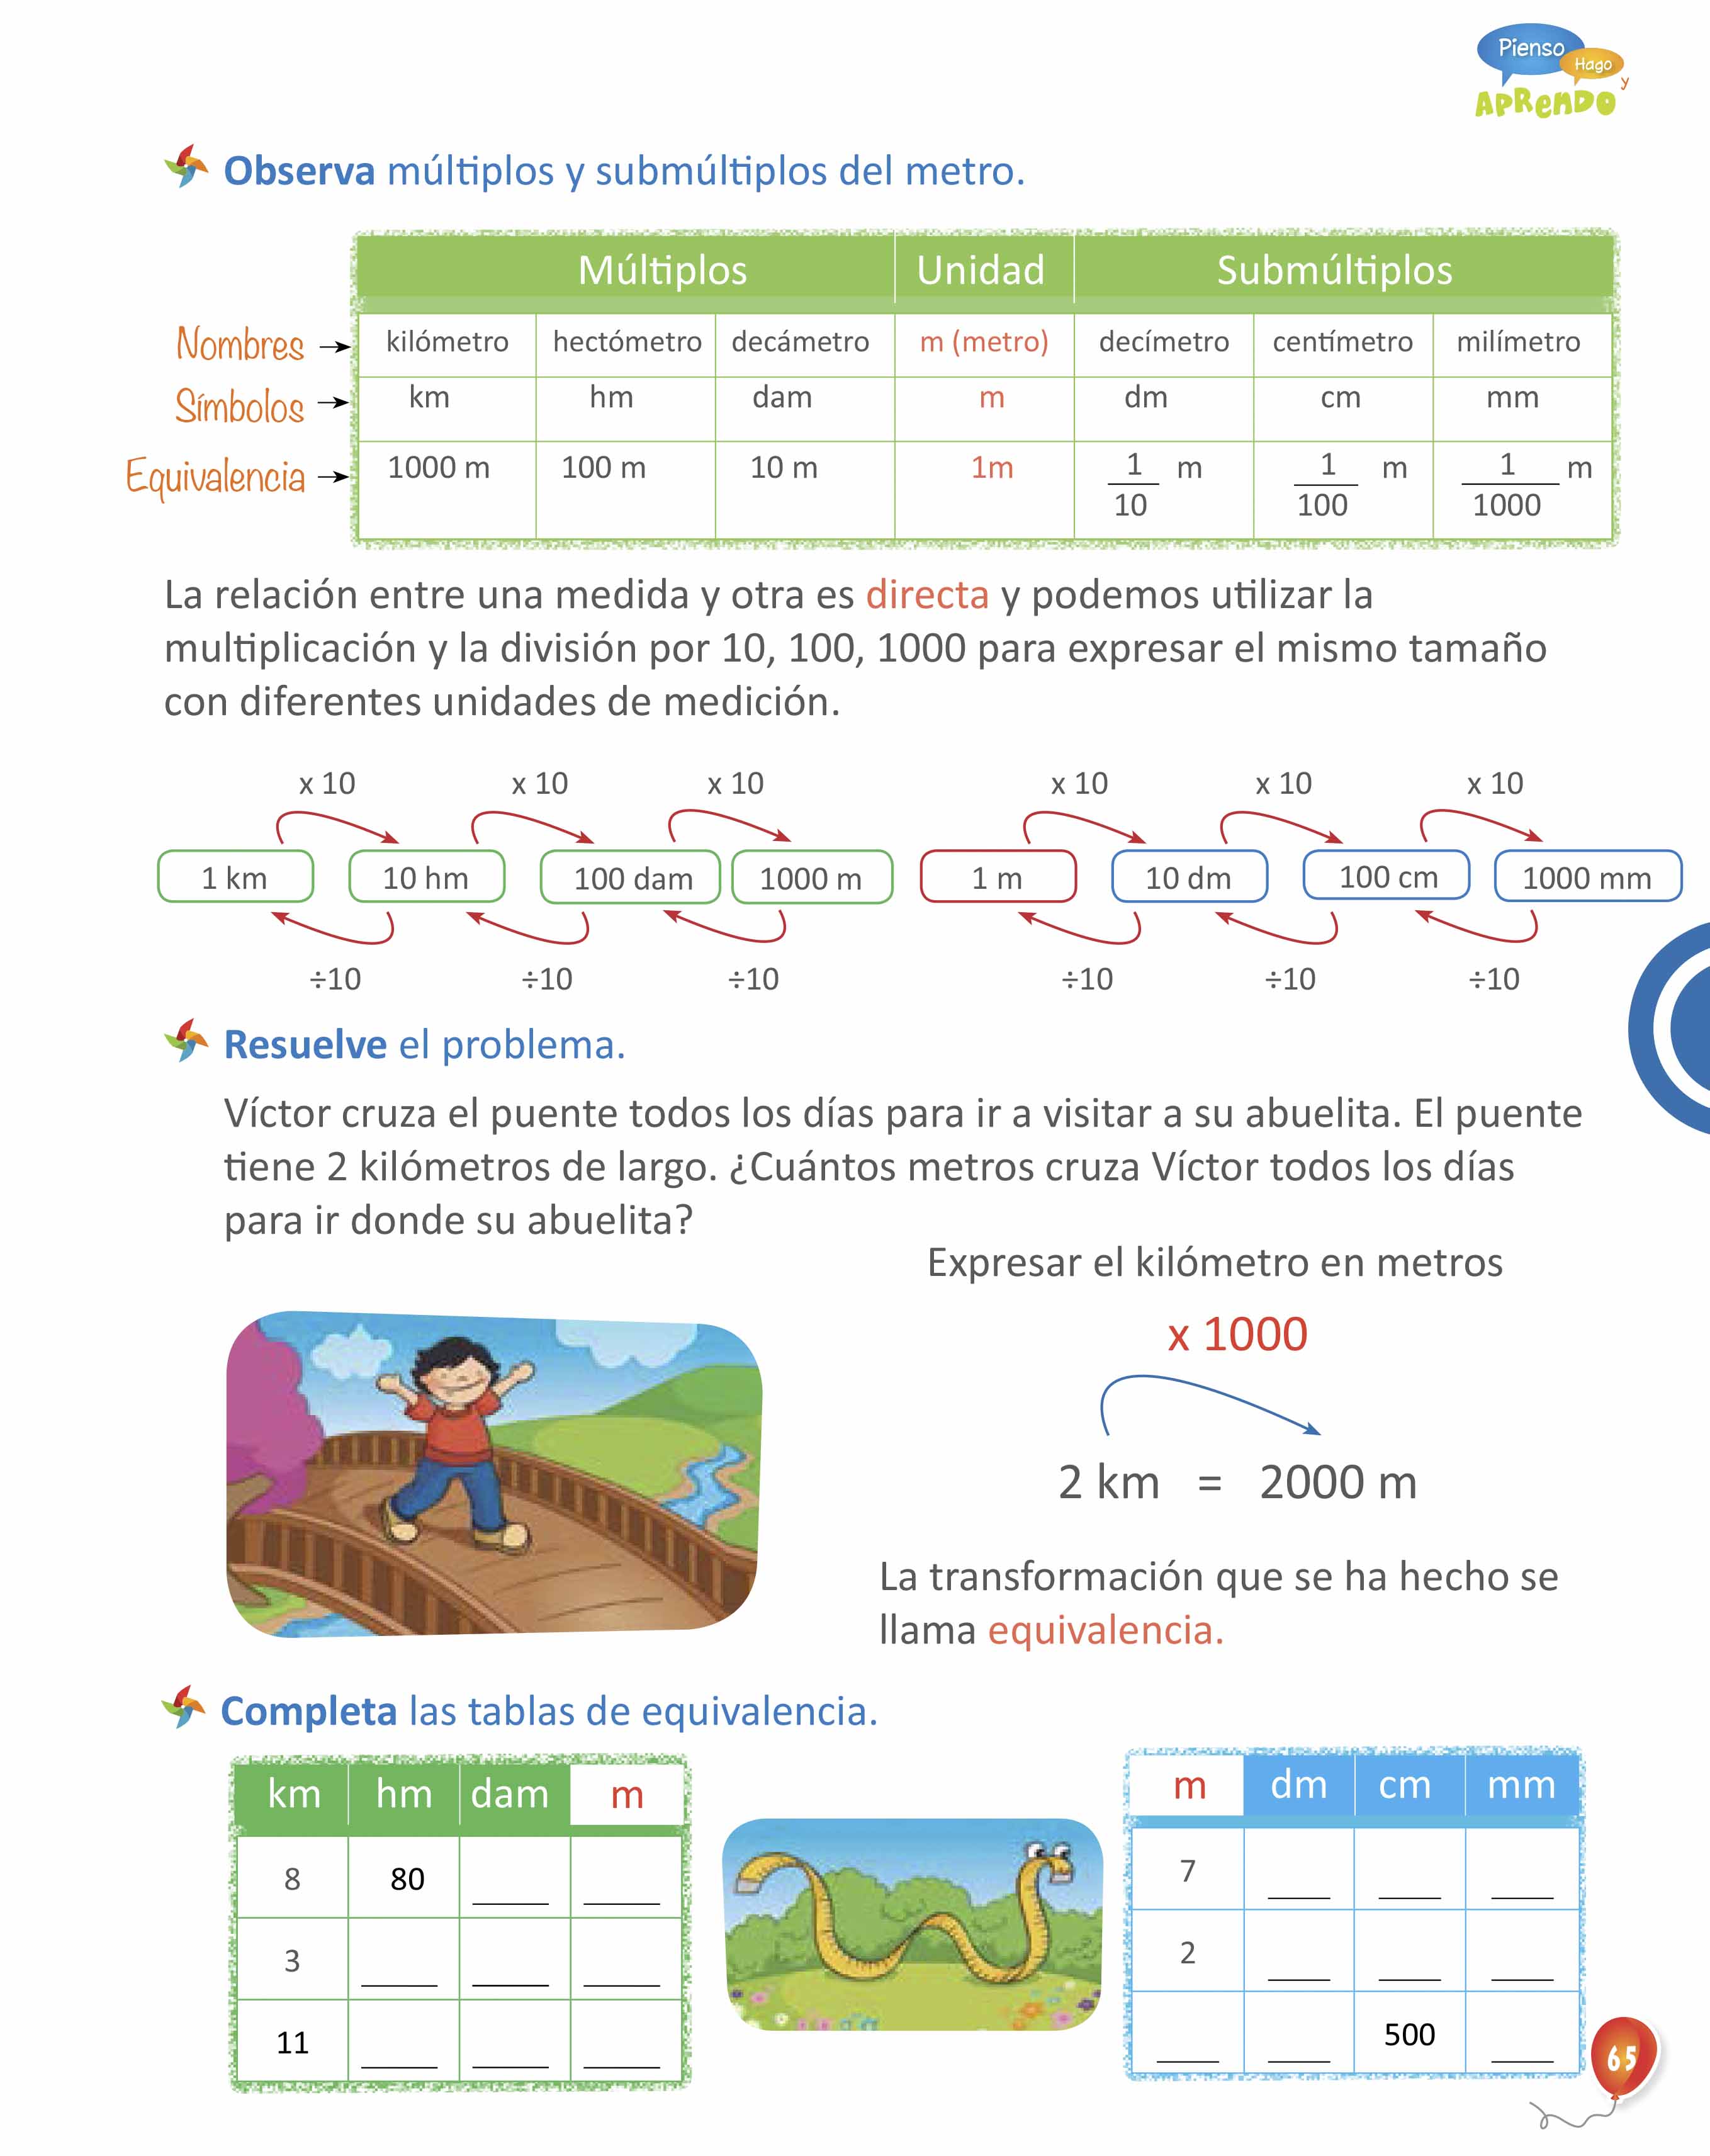 Pienso
Hago
y
APRenDO
Observa múltiplos y submúltiplos del metro.
Múltiplos Unidad Submúltiplos
Nombres kilómetro hectómetro decámetro m (metro) decímetro centímetro milímetro
Símbolos km hm dam m dm cm mm
Equivalencia 1000 m 100 m 10 m 1m 1/10 m 1/100 m 1/1000 m
La relación entre una medida y otra es directa y podemos utilizar la
multiplicación y la división por 10, 100, 1000 para expresar el mismo tamaño
con diferentes unidades de medición.
x 10 x 10 x 10 x 10 x 10 x 10
1 km 10 hm 100 dam 1000 m 1 m 10 dm 100 cm 1000 mm
÷10 ÷10 ÷10 ÷10 ÷10 ÷10
Resuelve el problema.
Víctor cruza el puente todos los días para ir a visitar a su abuelita. El puente
tiene 2 kilómetros de largo. ¿Cuántos metros cruza Víctor todos los días
para ir donde su abuelita?
Expresar el kilómetro en metros
x 1000
2 km = 2000 m
La transformación que se ha hecho se
llama equivalencia.
Completa las tablas de equivalencia.
km hm dam m
8 80 ____ ____
3 ____ ____ ____
11 ____ ____ ____
m dm cm mm
7 ____ ____ ____
2 ____ ____ ____
____ ____ 500 ____
65